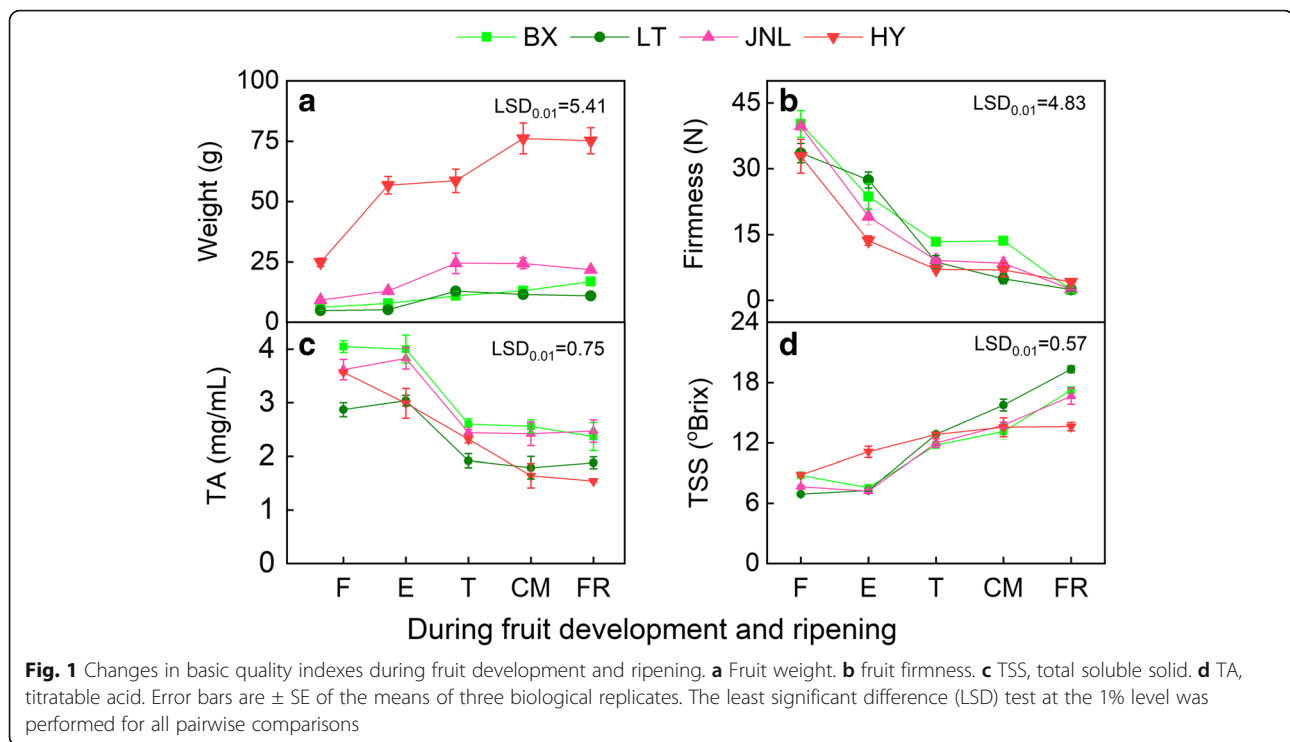 BX LT JNL HY
a
LSD0.01=5.41
Weight (g)
100
75
50
25
0
b
LSD0.01=4.83
Firmness (N)
45
30
15
0
c
LSD0.01=0.75
TA (mg/mL)
4
3
2
1
0
F E T CM FR
d
LSD0.01=0.57
TSS (ºBrix)
24
18
12
6
0
F E T CM FR
During fruit development and ripening
Fig. 1 Changes in basic quality indexes during fruit development and ripening. a Fruit weight. b fruit firmness. c TSS, total soluble solid. d TA,
titratable acid. Error bars are ± SE of the means of three biological replicates. The least significant difference (LSD) test at the 1% level was
performed for all pairwise comparisons